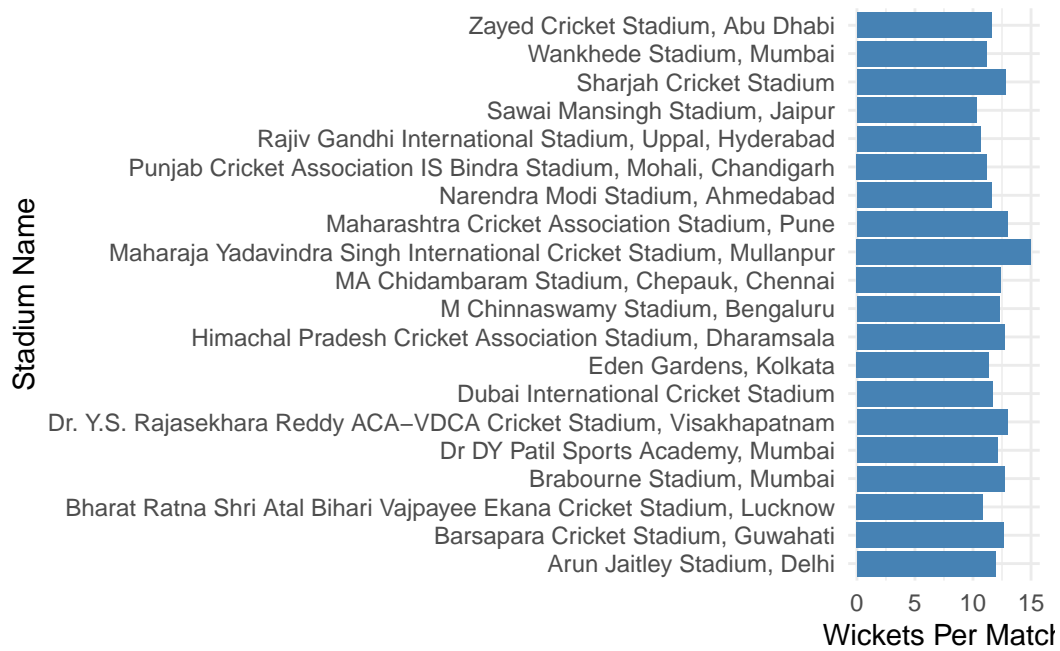 Zayed Cricket Stadium, Abu Dhabi
Wankhede Stadium, Mumbai
Sharjah Cricket Stadium
Sawai Mansingh Stadium, Jaipur
Rajiv Gandhi International Stadium, Uppal, Hyderabad
Punjab Cricket Association IS Bindra Stadium, Mohali, Chandigarh
Narendra Modi Stadium, Ahmedabad
Maharashtra Cricket Association Stadium, Pune
Maharaja Yadavindra Singh International Cricket Stadium, Mullanpur
MA Chidambaram Stadium, Chepauk, Chennai
M Chinnaswamy Stadium, Bengaluru
Himachal Pradesh Cricket Association Stadium, Dharamsala
Eden Gardens, Kolkata
Dubai International Cricket Stadium
Dr. Y.S. Rajasekhara Reddy ACA−VDCA Cricket Stadium, Visakhapatnam
Dr DY Patil Sports Academy, Mumbai
Brabourne Stadium, Mumbai
Bharat Ratna Shri Atal Bihari Vajpayee Ekana Cricket Stadium, Lucknow
Barsapara Cricket Stadium, Guwahati
Arun Jaitley Stadium, Delhi
Stadium Name
0 5 10 15
Wickets Per Match